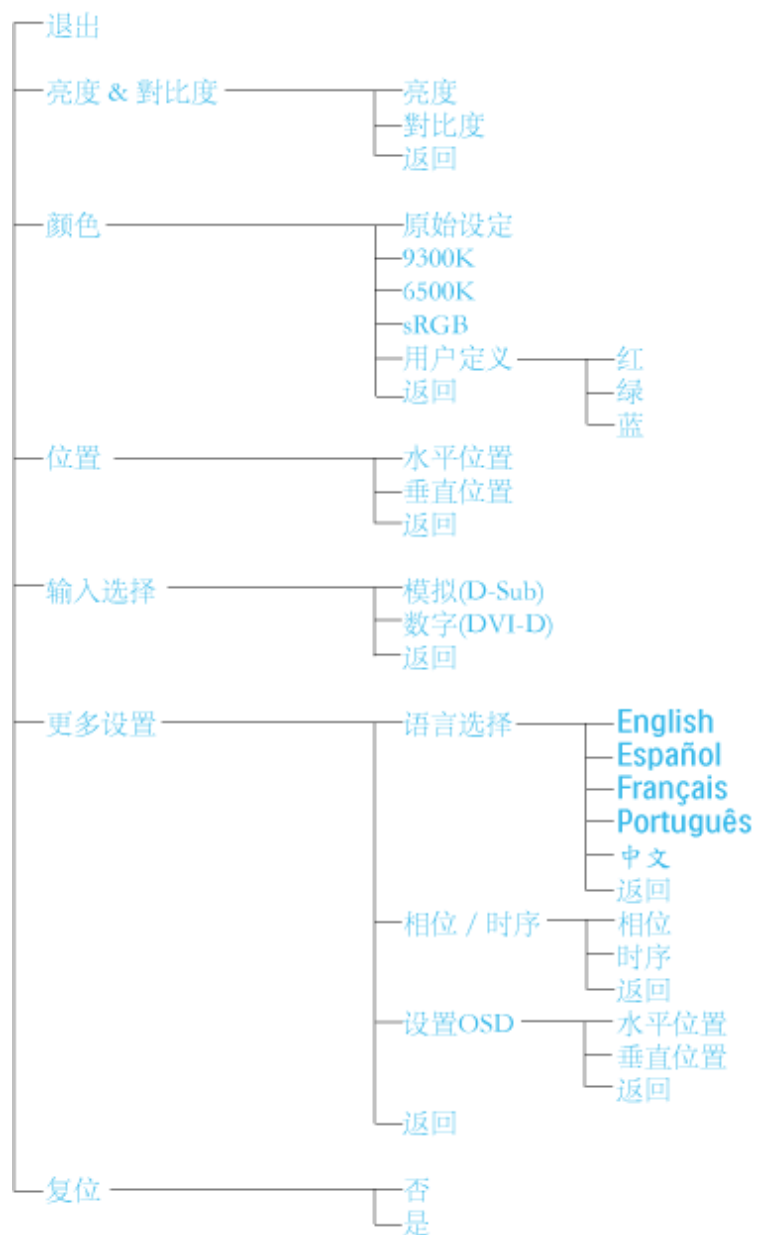 退出
亮度 & 對比度
亮度
對比度
返回
颜色
原始设定
9300K
6500K
sRGB
用户定义
红
返回
绿
蓝
位置
水平位置
垂直位置
返回
输入选择
模拟(D-Sub)
数字(DVI-D)
返回
更多设置
语言选择
English
Español
Français
Português
中文
返回
相位 / 时序
相位
时序
返回
设置OSD
水平位置
垂直位置
返回
返回
复位
否
是